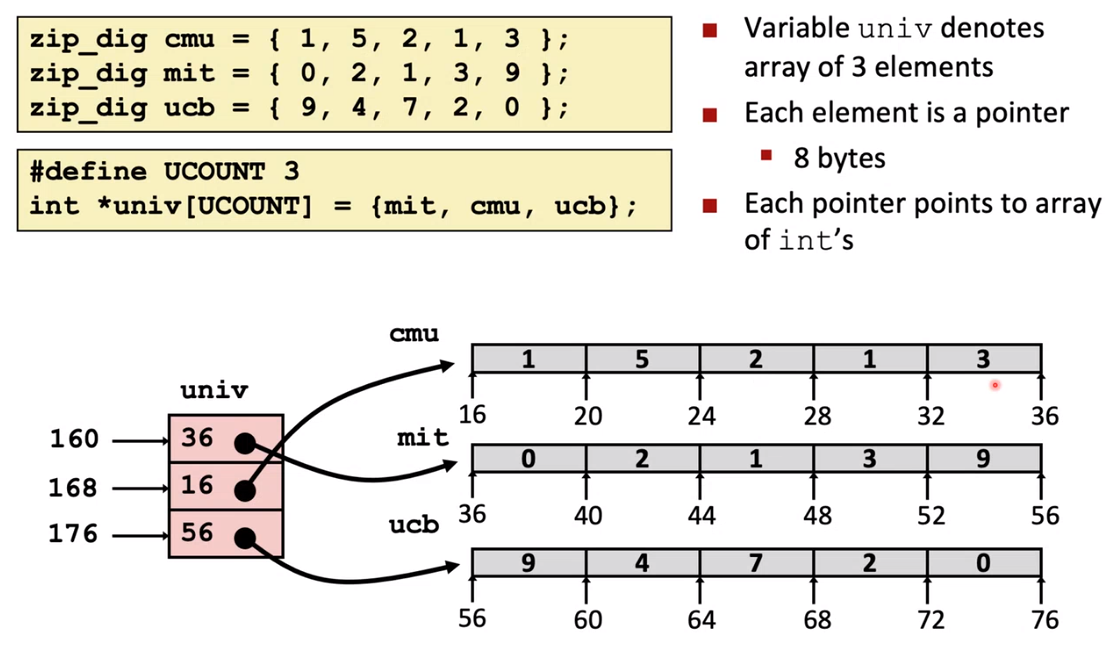 zip_dig cmu = { 1, 5, 2, 1, 3 };
zip_dig mit = { 0, 2, 1, 3, 9 };
zip_dig ucb = { 9, 4, 7, 2, 0 };
#define UCOUNT 3
int *univ[UCOUNT] = {mit, cmu, ucb};
Variable univ denotes
array of 3 elements
Each element is a pointer
8 bytes
Each pointer points to array
of int's
cmu
1 5 2 1 3
16 20 24 28 32 36
univ
160 36
168 16
176 56
mit
0 2 1 3 9
36 40 44 48 52 56
ucb
9 4 7 2 0
56 60 64 68 72 76